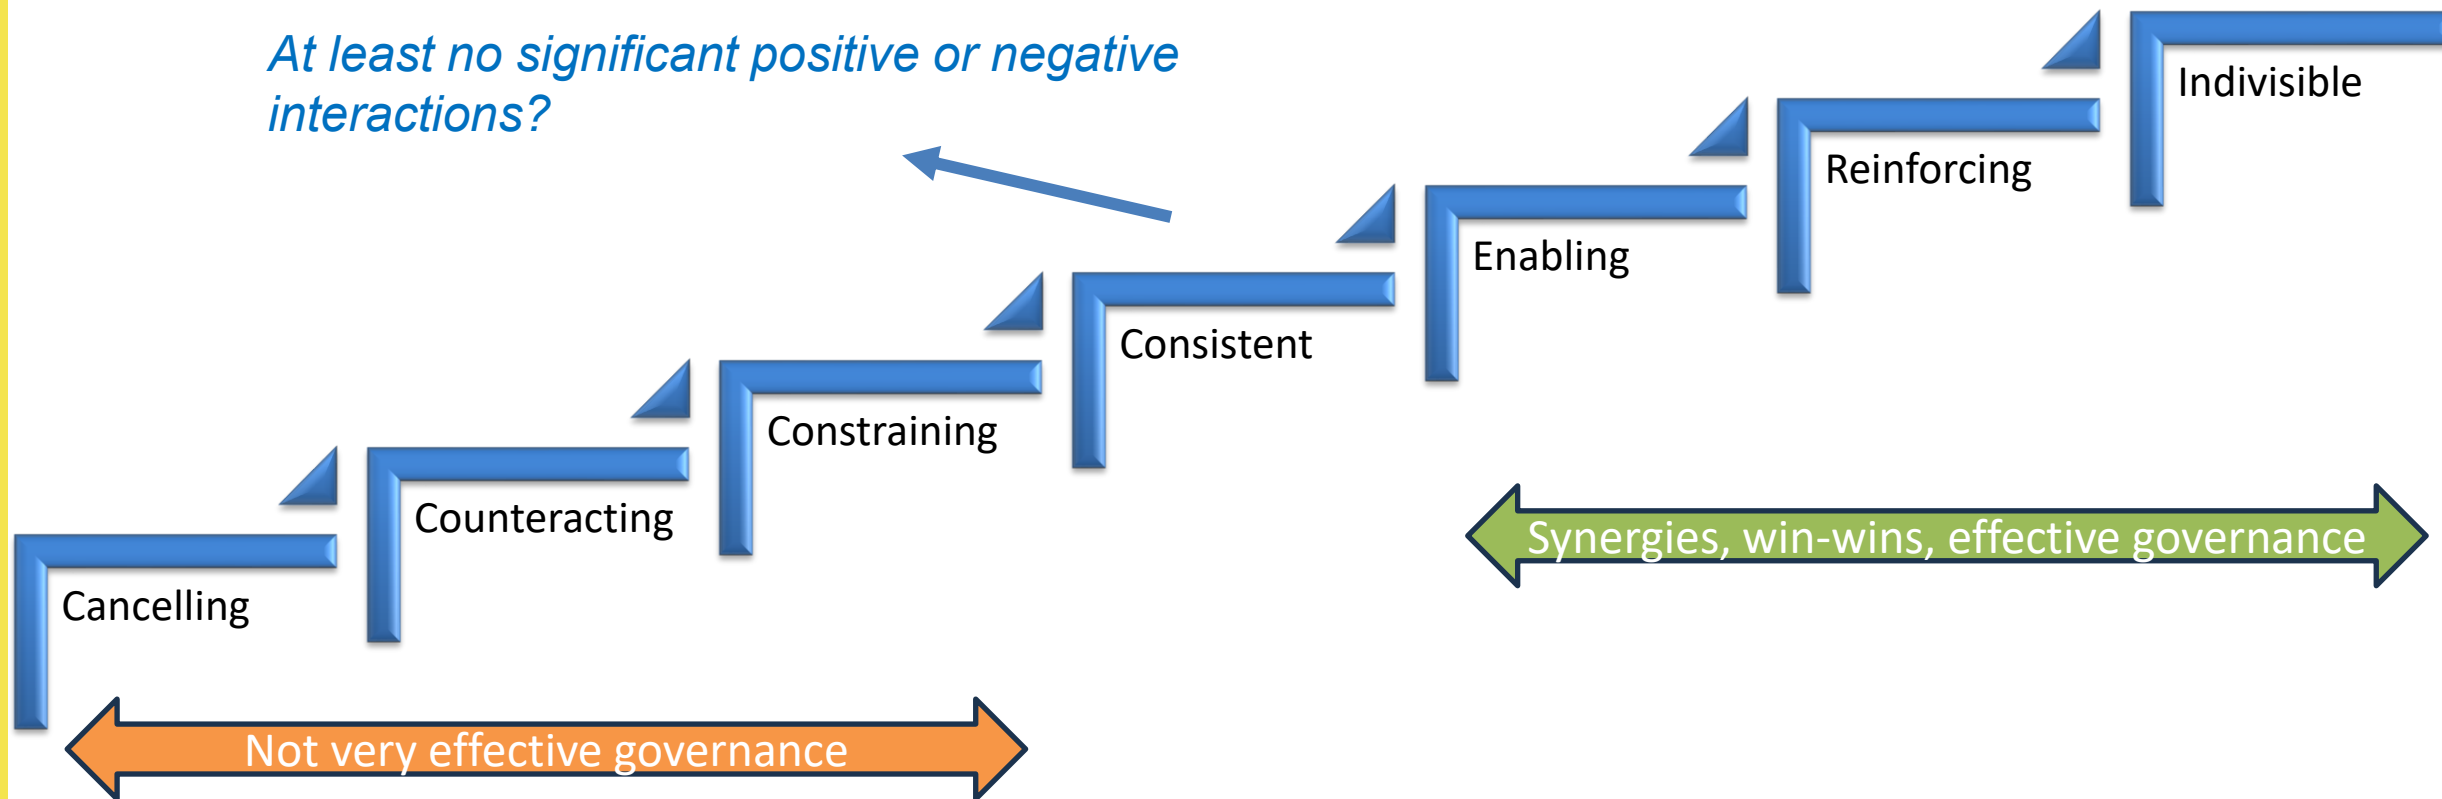 At least no significant positive or negative
interactions?
Indivisible
Reinforcing
Enabling
Consistent
Constraining
Counteracting
Cancelling
Synergies, win-wins, effective governance
Not very effective governance